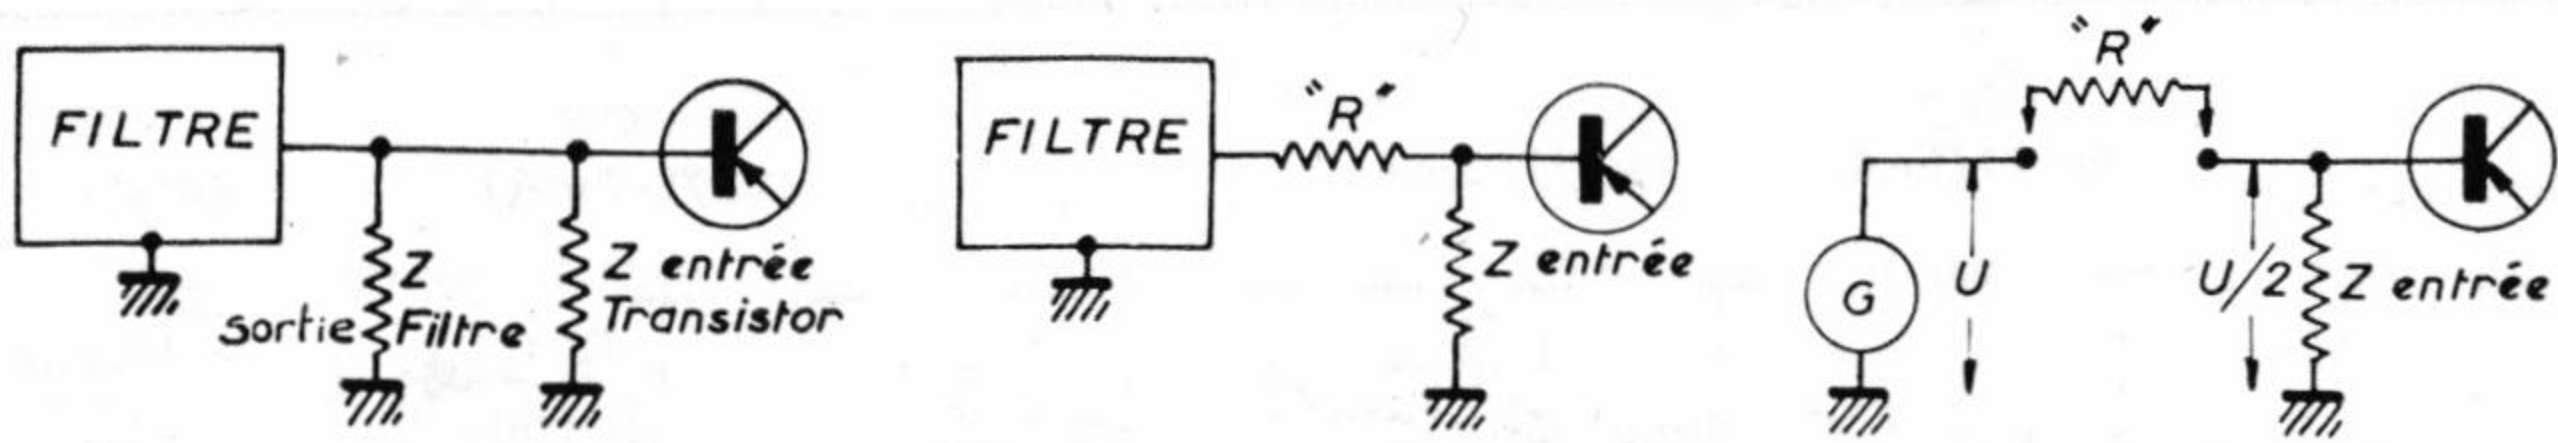 FILTRE
Z
sortie Filtre
Z entrée
Transistor
FILTRE
"R"
Z entrée
"R"
G
U
U/2
Z entrée